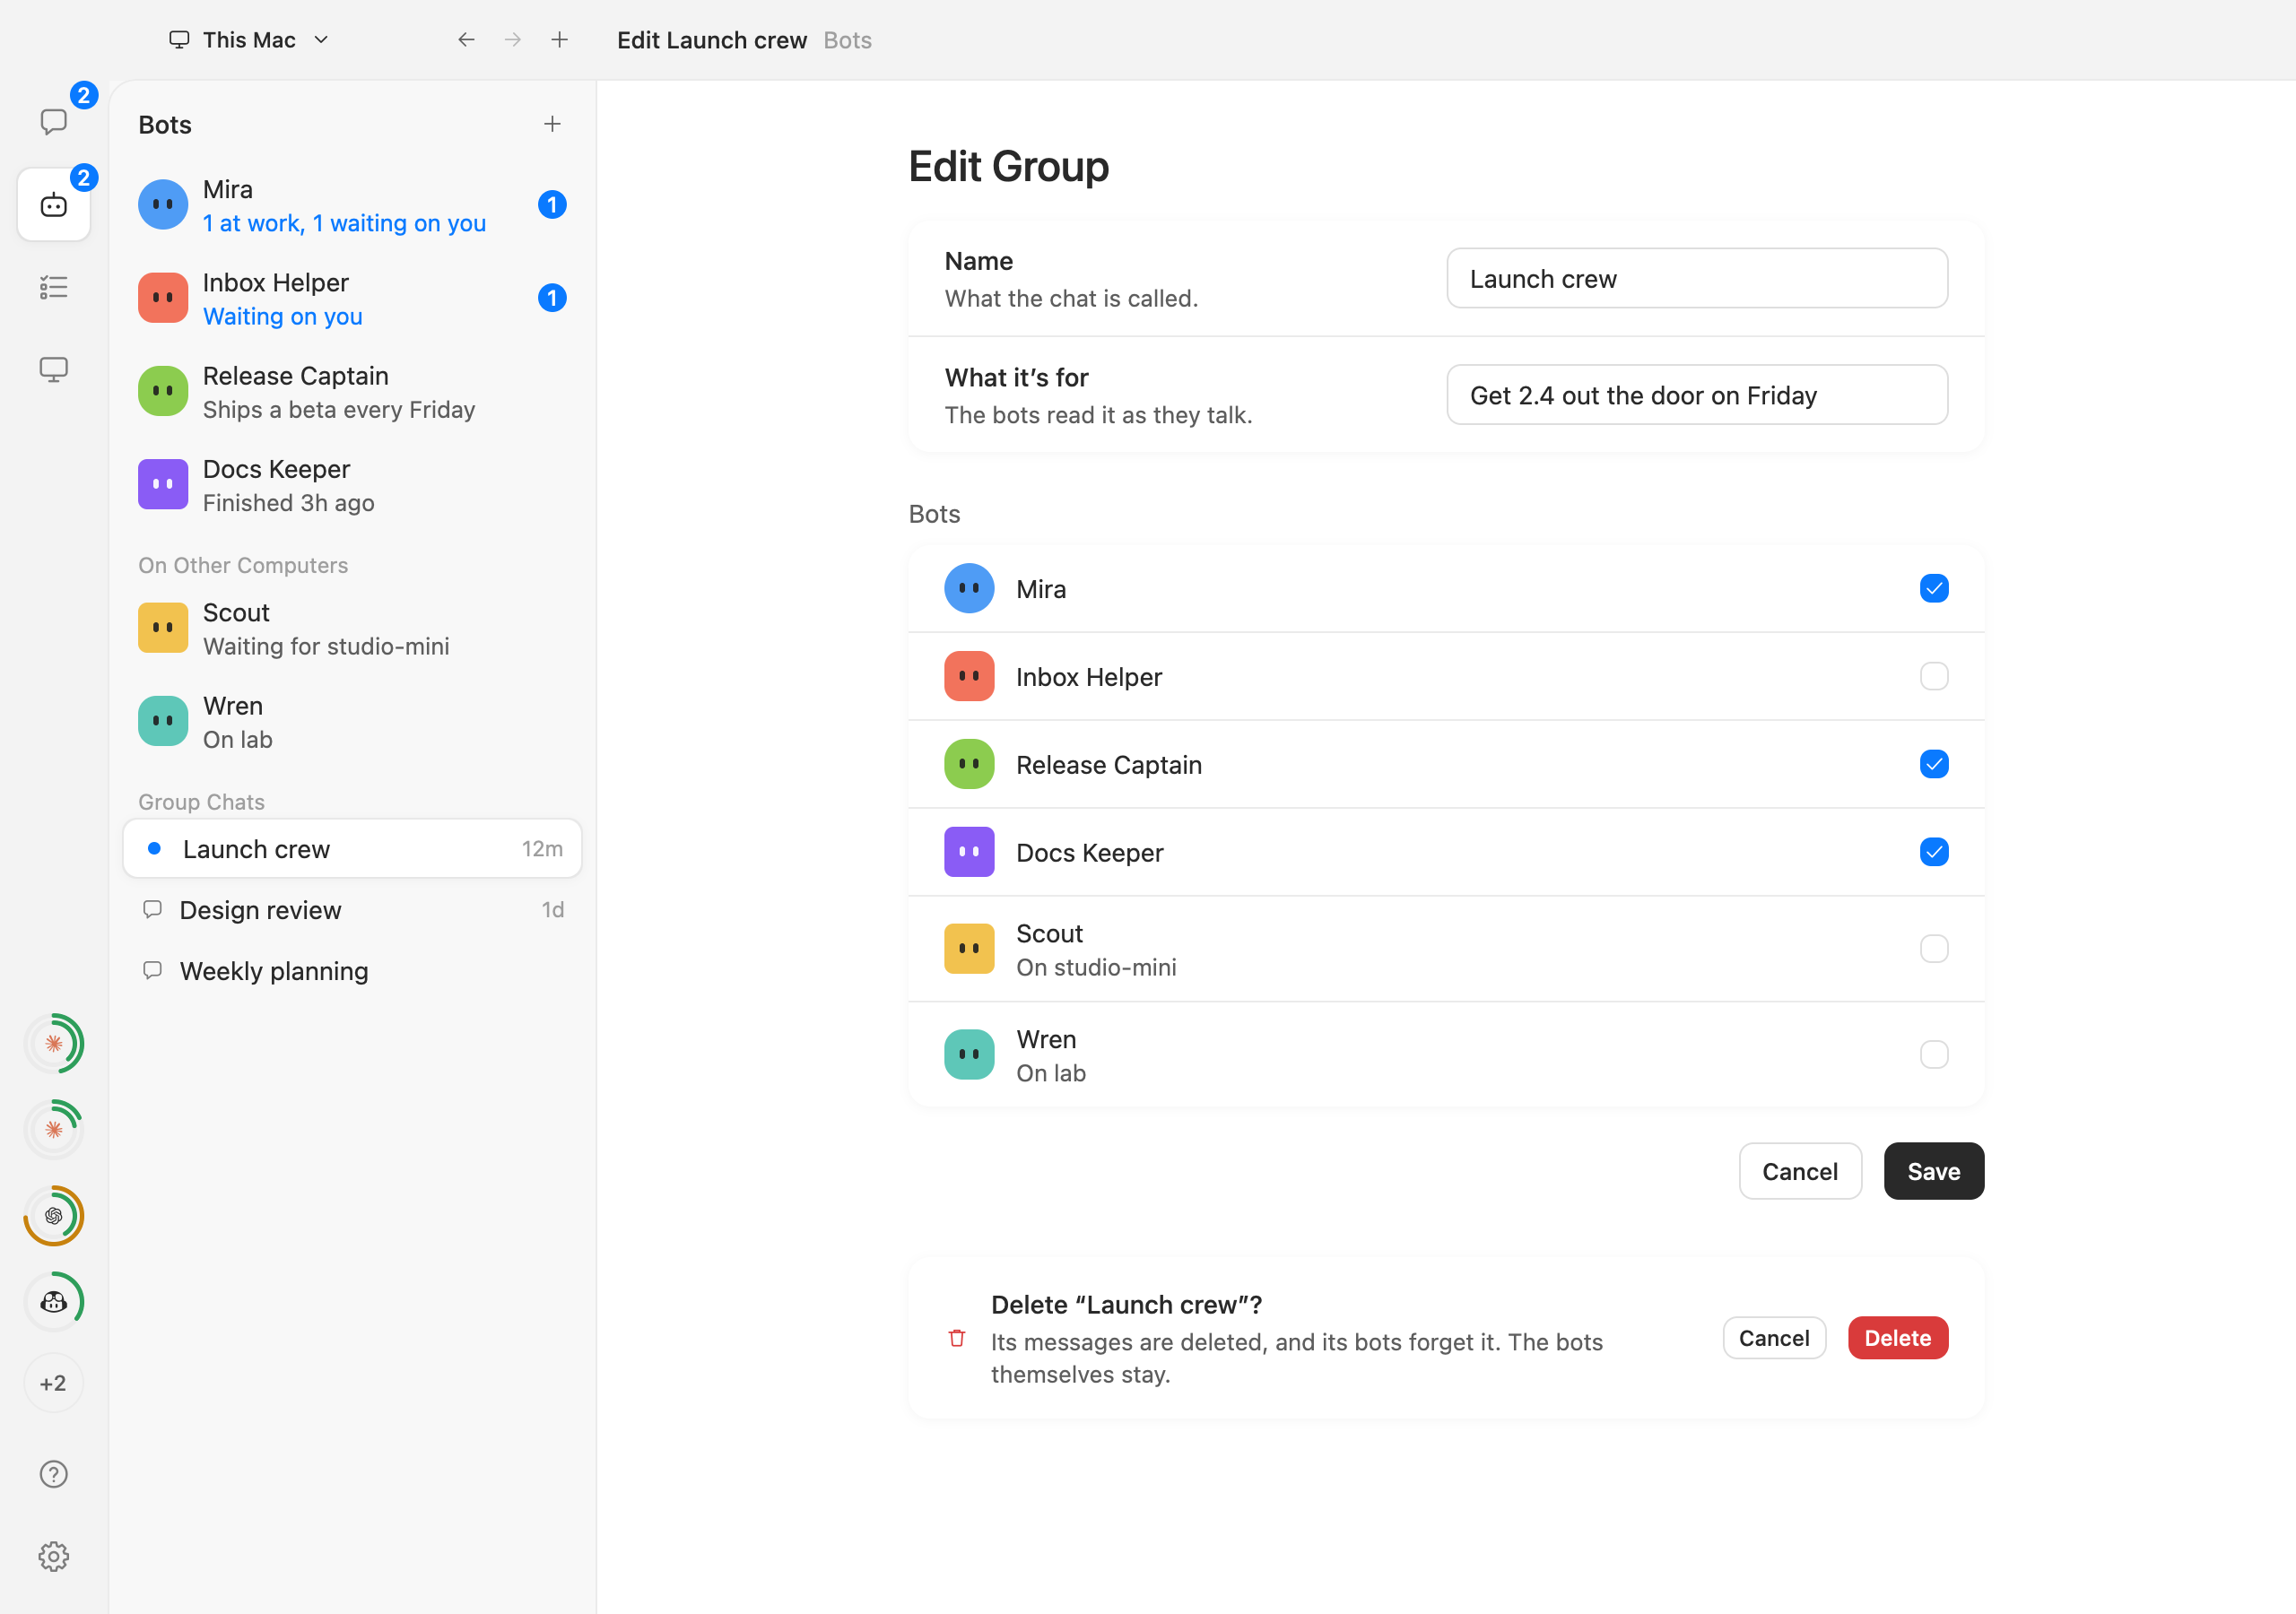 This Mac
Edit Launch crew Bots
2
2
Bots
Mira
1 at work, 1 waiting on you
1
Inbox Helper
Waiting on you
1
Release Captain
Ships a beta every Friday
Docs Keeper
Finished 3h ago
On Other Computers
Scout
Waiting for studio-mini
Wren
On lab
Group Chats
Launch crew 12m
Design review 1d
Weekly planning
+2
Edit Group
Name
What the chat is called.
Launch crew
What it’s for
The bots read it as they talk.
Get 2.4 out the door on Friday
Bots
Mira
Inbox Helper
Release Captain
Docs Keeper
Scout
On studio-mini
Wren
On lab
Cancel Save
Delete “Launch crew”?
Its messages are deleted, and its bots forget it. The bots
themselves stay.
Cancel Delete